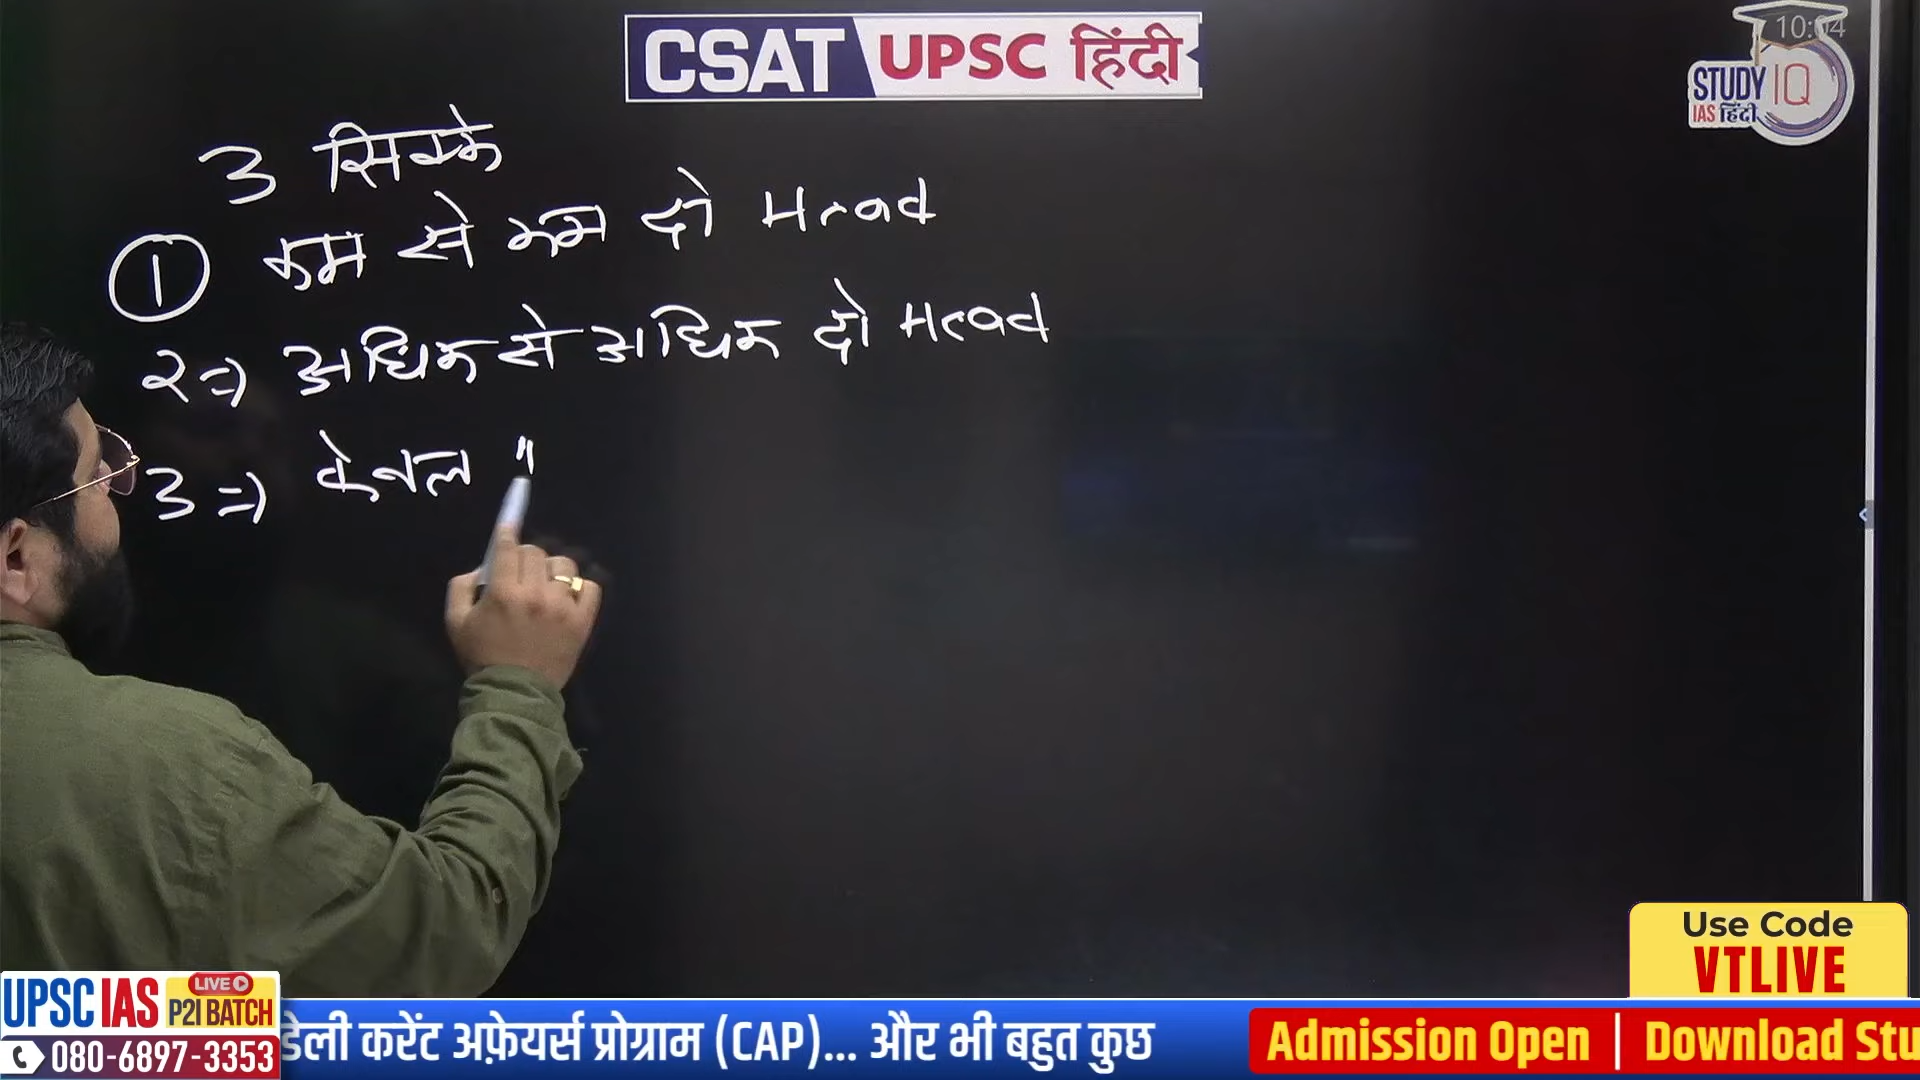 CSAT UPSC हिंदी
10:04
STUDY IQ
IAS हिंदी
3 सिक्के
1 कम से कम दो Head
2 ⇒ अधिक से अधिक दो Head
3 ⇒ केवल
Use Code
VTLIVE
UPSC IAS LIVE P2I BATCH
080-6897-3353
डेली करेंट अफ़ेयर्स प्रोग्राम (CAP)... और भी बहुत कुछ
Admission Open | Download Stu